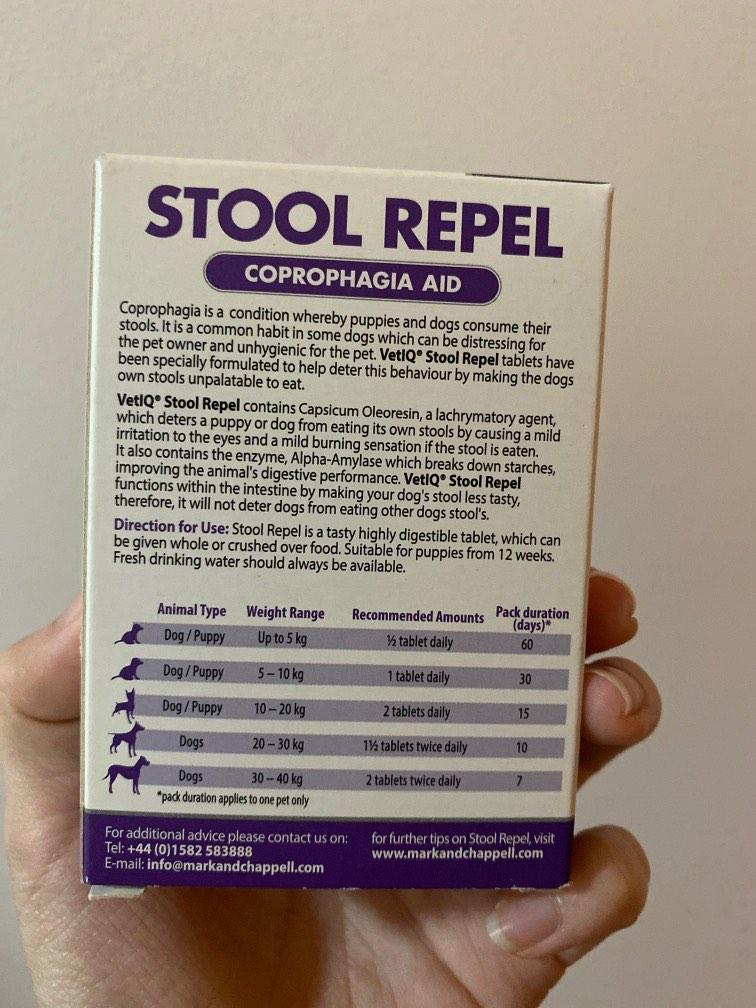 STOOL REPEL
COPROPHAGIA AID
Coprophagia is a condition whereby puppies and dogs consume their
stools. It is a common habit in some dogs which can be distressing for
the pet owner and unhygienic for the pet. VetIQ® Stool Repel tablets have
been specially formulated to help deter this behaviour by making the dogs
own stools unpalatable to eat.
VetIQ® Stool Repel contains Capsicum Oleoresin, a lachrymatory agent,
which deters a puppy or dog from eating its own stools by causing a mild
irritation to the eyes and a mild burning sensation if the stool is eaten.
It also contains the enzyme, Alpha-Amylase which breaks down starches,
improving the animal's digestive performance. VetIQ® Stool Repel
functions within the intestine by making your dog's stool less tasty,
therefore, it will not deter dogs from eating other dogs stool's.
Direction for Use: Stool Repel is a tasty highly digestible tablet, which can
be given whole or crushed over food. Suitable for puppies from 12 weeks.
Fresh drinking water should always be available.
Animal Type Weight Range Recommended Amounts Pack duration
(days)*
Dog / Puppy Up to 5 kg ½ tablet daily 60
Dog / Puppy 5 – 10 kg 1 tablet daily 30
Dog / Puppy 10 – 20 kg 2 tablets daily 15
Dogs 20 – 30 kg 1½ tablets twice daily 10
Dogs 30 – 40 kg 2 tablets twice daily 7
*pack duration applies to one pet only
For additional advice please contact us on:
Tel: +44 (0)1582 583888
E-mail: info@markandchappell.com
for further tips on Stool Repel, visit
www.markandchappell.com